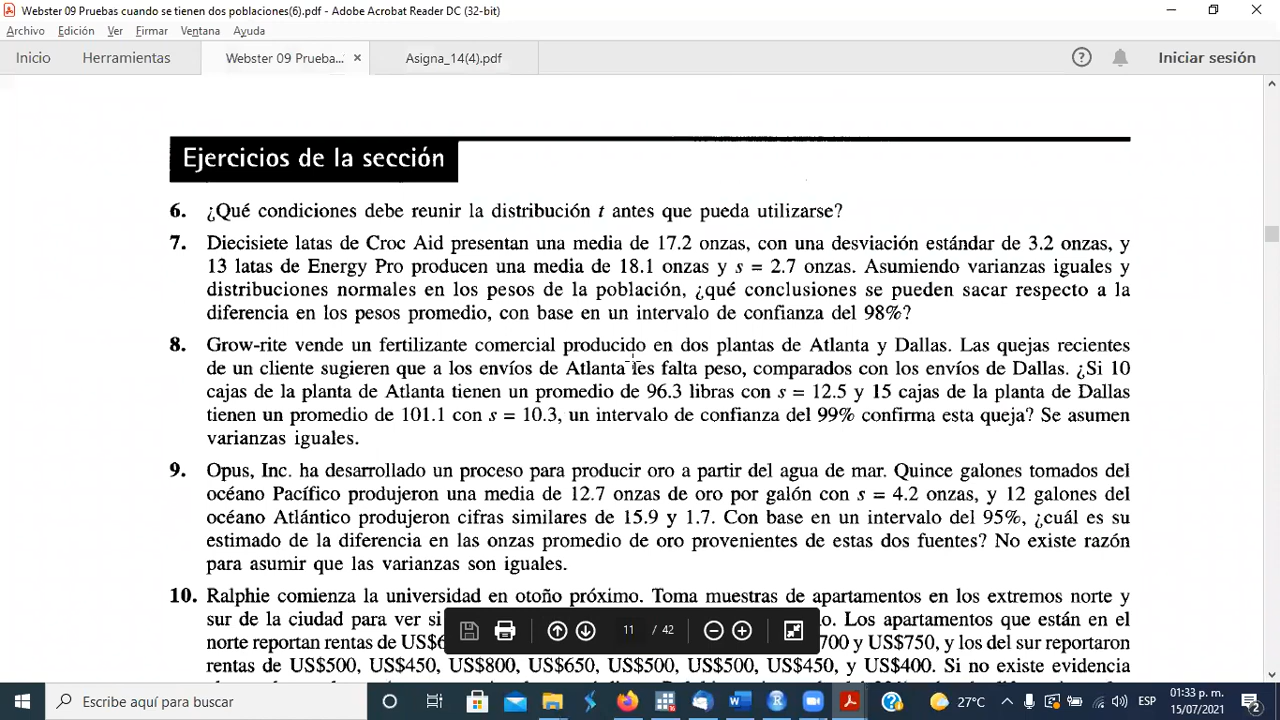 Webster 09 Pruebas cuando se tienen dos poblaciones(6).pdf - Adobe Acrobat Reader DC (32-bit)
Archivo Edición Ver Firmar Ventana Ayuda
Inicio Herramientas Webster 09 Prueba... × Asigna_14(4).pdf Iniciar sesión
Ejercicios de la sección
6. ¿Qué condiciones debe reunir la distribución t antes que pueda utilizarse?
7. Diecisiete latas de Croc Aid presentan una media de 17.2 onzas, con una desviación estándar de 3.2 onzas, y
13 latas de Energy Pro producen una media de 18.1 onzas y s = 2.7 onzas. Asumiendo varianzas iguales y
distribuciones normales en los pesos de la población, ¿qué conclusiones se pueden sacar respecto a la
diferencia en los pesos promedio, con base en un intervalo de confianza del 98%?
8. Grow-rite vende un fertilizante comercial producido en dos plantas de Atlanta y Dallas. Las quejas recientes
de un cliente sugieren que a los envíos de Atlanta les falta peso, comparados con los envíos de Dallas. ¿Si 10
cajas de la planta de Atlanta tienen un promedio de 96.3 libras con s = 12.5 y 15 cajas de la planta de Dallas
tienen un promedio de 101.1 con s = 10.3, un intervalo de confianza del 99% confirma esta queja? Se asumen
varianzas iguales.
9. Opus, Inc. ha desarrollado un proceso para producir oro a partir del agua de mar. Quince galones tomados del
océano Pacífico produjeron una media de 12.7 onzas de oro por galón con s = 4.2 onzas, y 12 galones del
océano Atlántico produjeron cifras similares de 15.9 y 1.7. Con base en un intervalo del 95%, ¿cuál es su
estimado de la diferencia en las onzas promedio de oro provenientes de estas dos fuentes? No existe razón
para asumir que las varianzas son iguales.
10. Ralphie comienza la universidad en otoño próximo. Toma muestras de apartamentos en los extremos norte y
sur de la ciudad para ver si Los apartamentos que están en el
norte reportan rentas de 700 y US$750, y los del sur reportaron
rentas de US$500, US$450, US$800, US$650, US$500, US$500, US$450, y US$400. Si no existe evidencia
11 / 42
Escribe aquí para buscar
27°C ESP 01:33 p. m.
15/07/2021 2